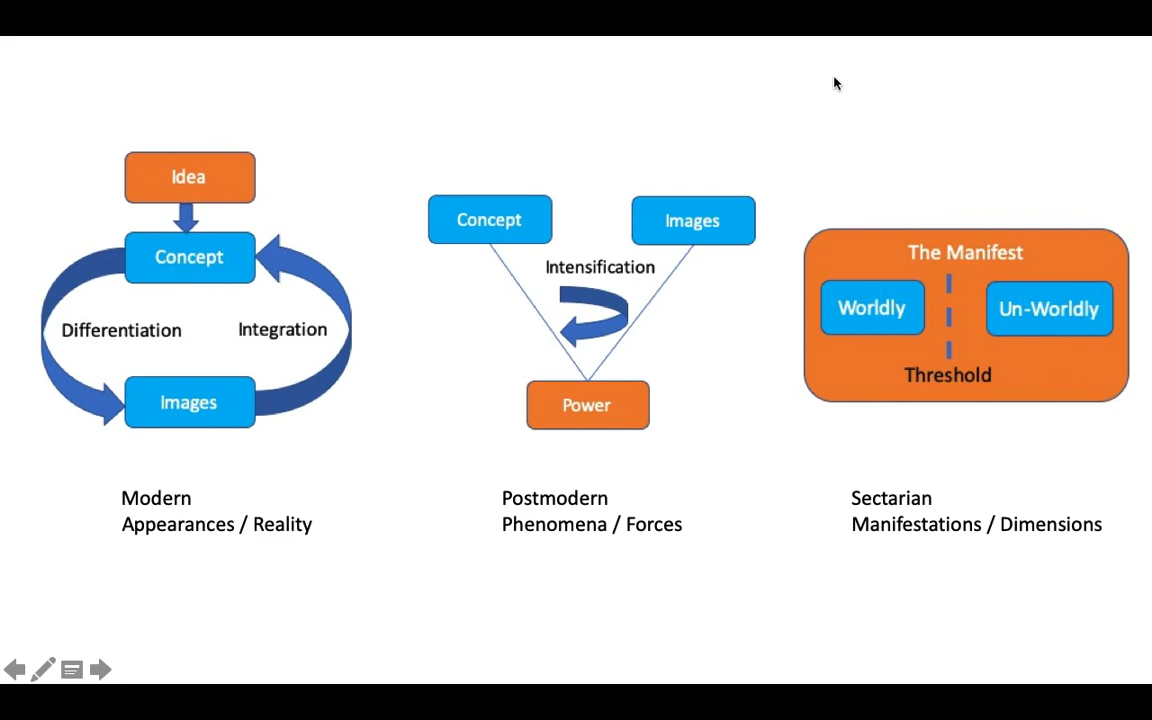 Idea
Concept
Differentiation
Integration
Images
Modern
Appearances / Reality
Concept
Images
Intensification
Power
Postmodern
Phenomena / Forces
The Manifest
Worldly
Un-Worldly
Threshold
Sectarian
Manifestations / Dimensions